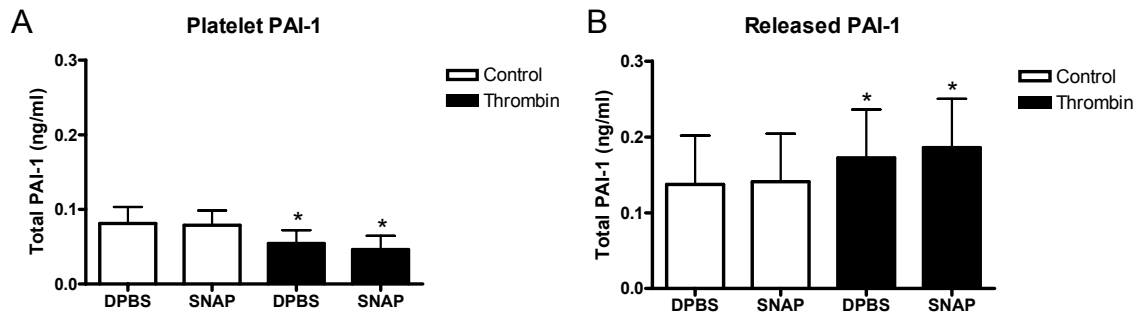 A
Platelet PAI-1
Total PAI-1 (ng/ml)
0.3
0.2
0.1
0.0
* *
DPBS SNAP DPBS SNAP
Control
Thrombin
B
Released PAI-1
Total PAI-1 (ng/ml)
0.3
0.2
0.1
0.0
* *
DPBS SNAP DPBS SNAP
Control
Thrombin